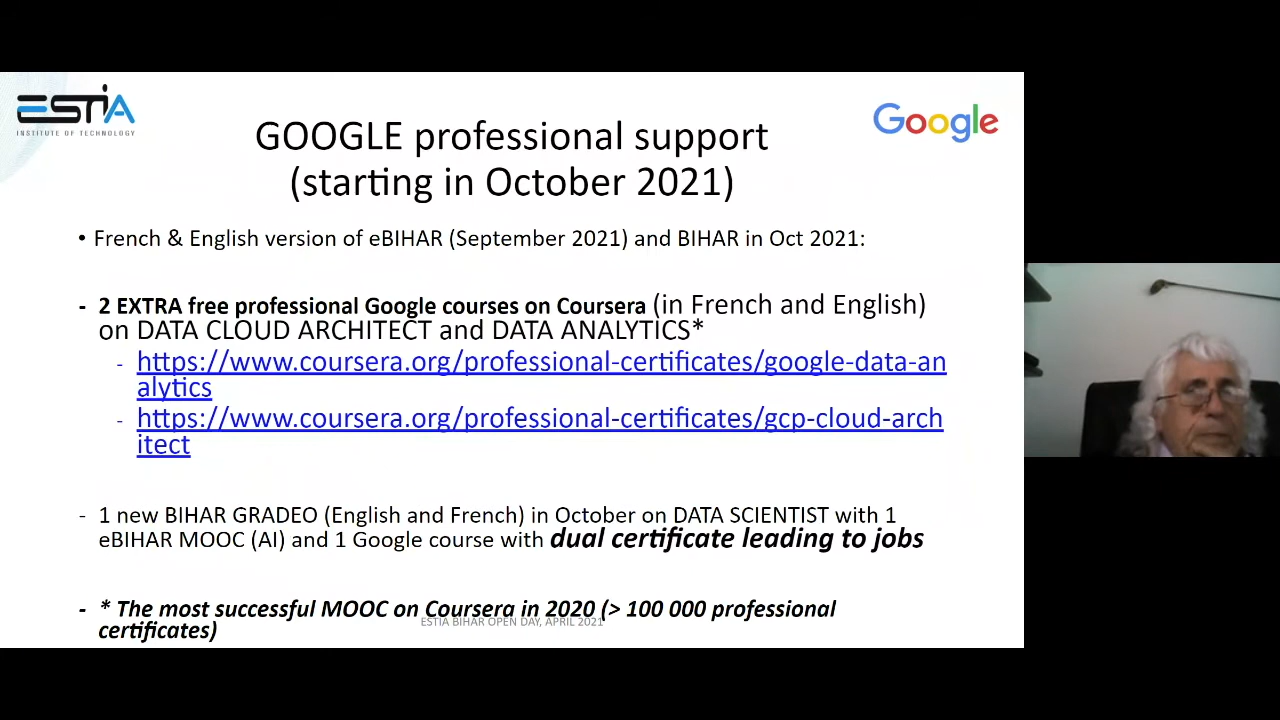 ESTIA
INSTITUTE OF TECHNOLOGY
Google
GOOGLE professional support
(starting in October 2021)
• French & English version of eBIHAR (September 2021) and BIHAR in Oct 2021:
- 2 EXTRA free professional Google courses on Coursera (in French and English)
on DATA CLOUD ARCHITECT and DATA ANALYTICS*
- https://www.coursera.org/professional-certificates/google-data-an
alytics
- https://www.coursera.org/professional-certificates/gcp-cloud-arch
itect
- 1 new BIHAR GRADEO (English and French) in October on DATA SCIENTIST with 1
eBIHAR MOOC (AI) and 1 Google course with dual certificate leading to jobs
- * The most successful MOOC on Coursera in 2020 (> 100 000 professional
certificates)
ESTIA BIHAR OPEN DAY, APRIL 2021